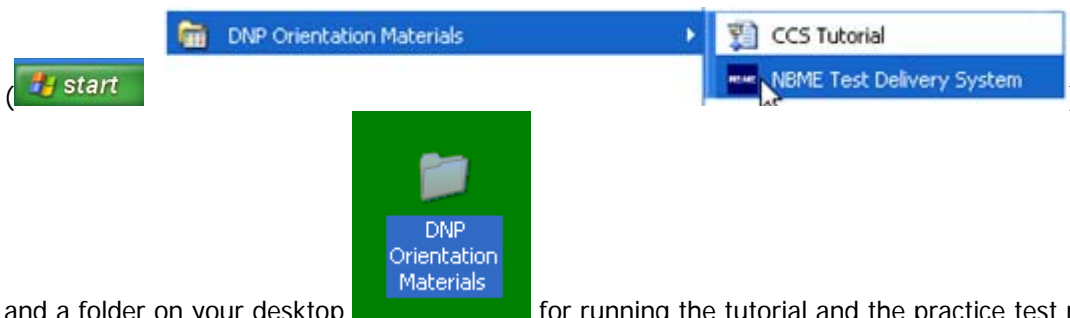 DNP Orientation Materials CCS Tutorial
( start NBME Test Delivery System
DNP
Orientation
Materials
and a folder on your desktop for running the tutorial and the practice test